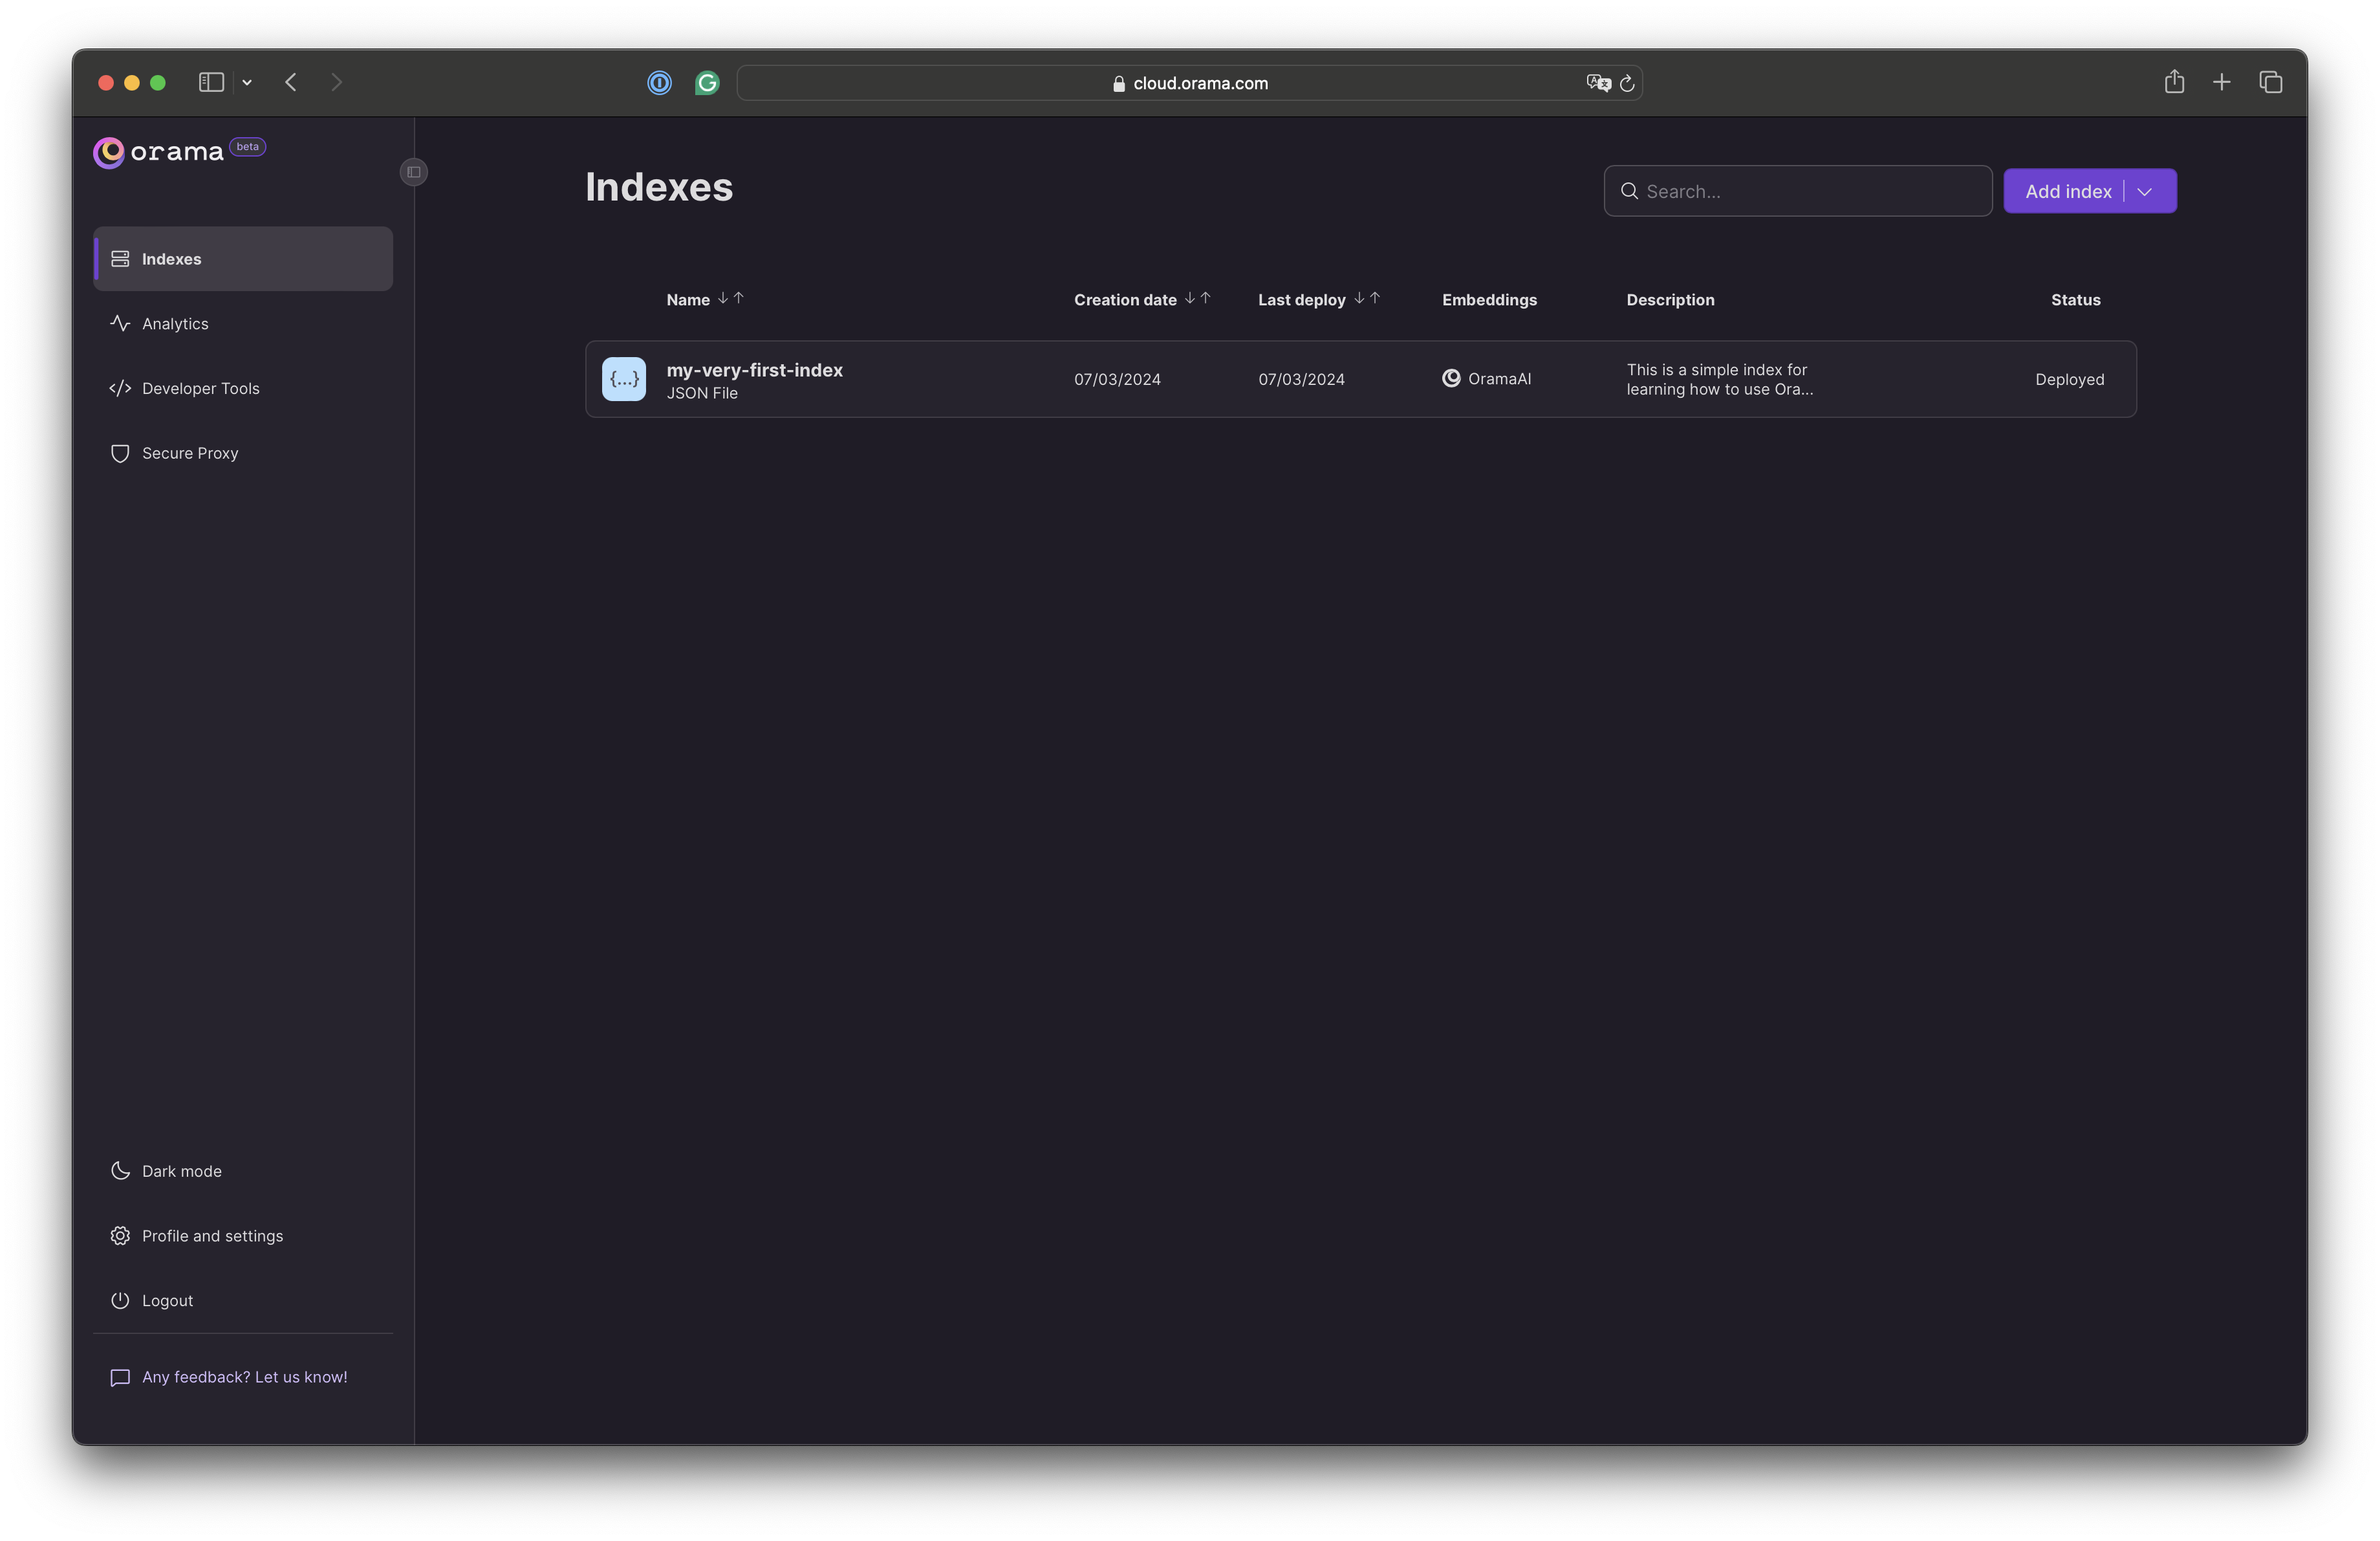 cloud.orama.com
orama beta
Indexes
Analytics
Developer Tools
Secure Proxy
Dark mode
Profile and settings
Logout
Any feedback? Let us know!
Indexes
Search...
Add index
Name Creation date Last deploy Embeddings Description Status
{...}
my-very-first-index
JSON File
07/03/2024
07/03/2024
OramaAI
This is a simple index for
learning how to use Ora...
Deployed